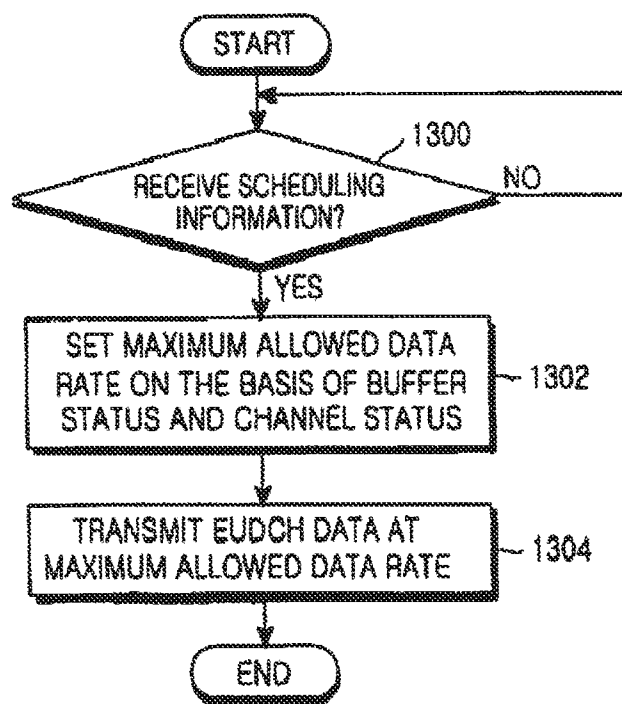 START
1300
RECEIVE SCHEDULING
INFORMATION?
NO
YES
SET MAXIMUM ALLOWED DATA
RATE ON THE BASIS OF BUFFER
STATUS AND CHANNEL STATUS
1302
TRANSMIT EUDCH DATA AT
MAXIMUM ALLOWED DATA RATE
1304
END